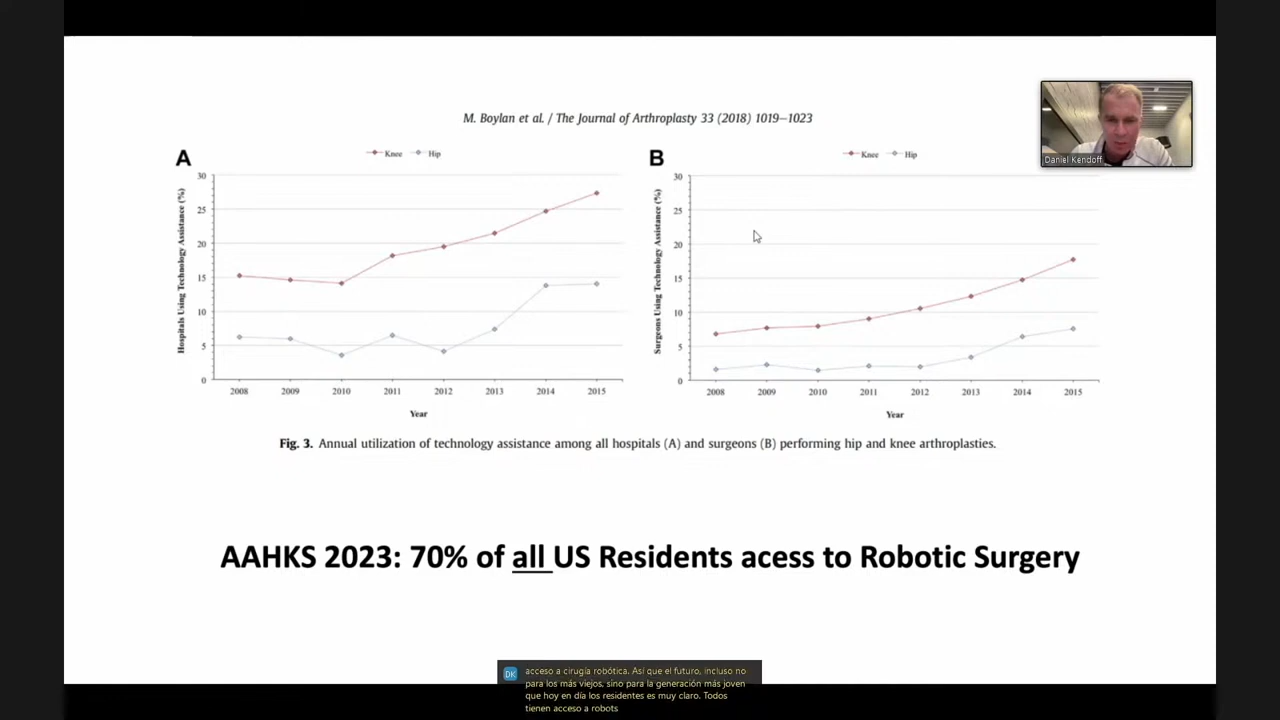 M. Boylan et al. / The Journal of Arthroplasty 33 (2018) 1019–1023
Daniel Kendoff
A
Knee Hip
Hospitals Using Technology Assistance (%)
30
25
20
15
10
5
0
2008 2009 2010 2011 2012 2013 2014 2015
Year
B
Knee Hip
Surgeons Using Technology Assistance (%)
30
25
20
15
10
5
0
2008 2009 2010 2011 2012 2013 2014 2015
Year
Fig. 3. Annual utilization of technology assistance among all hospitals (A) and surgeons (B) performing hip and knee arthroplasties.
AAHKS 2023: 70% of all US Residents acess to Robotic Surgery
DK
acceso a cirugía robótica. Así que el futuro, incluso no
para los más viejos, sino para la generación más joven
que hoy en día los residentes es muy claro. Todos
tienen acceso a robots